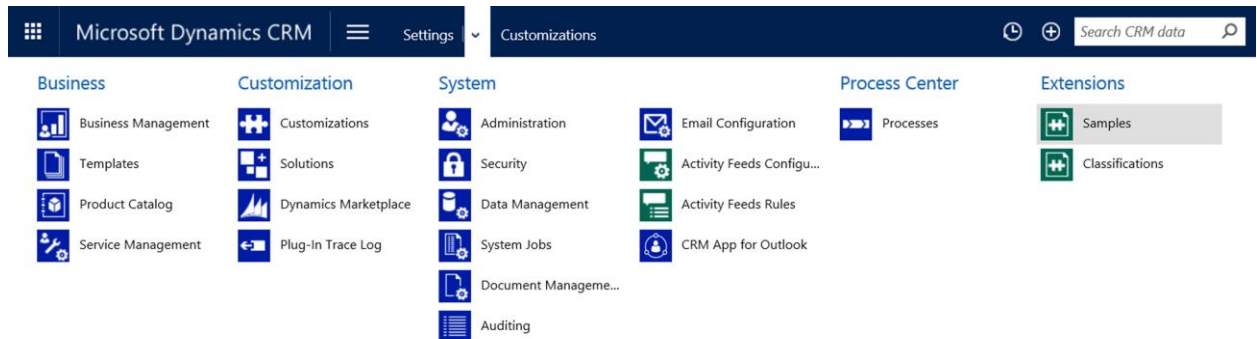 Microsoft Dynamics CRM Settings Customizations Search CRM data
Business
Business Management
Templates
Product Catalog
Service Management
Customization
Customizations
Solutions
Dynamics Marketplace
Plug-In Trace Log
System
Administration
Security
Data Management
System Jobs
Document Manageme...
Auditing
Email Configuration
Activity Feeds Configu...
Activity Feeds Rules
CRM App for Outlook
Process Center
Processes
Extensions
Samples
Classifications